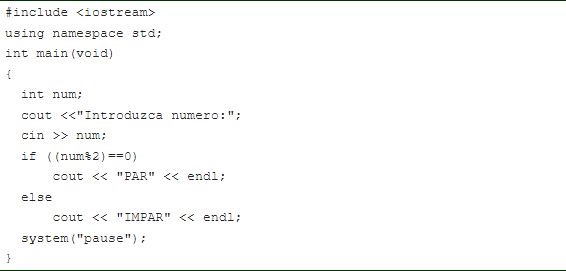 #include <iostream>
using namespace std;
int main(void)
{
  int num;
  cout <<"Introduzca numero:";
  cin >> num;
  if ((num%2)==0)
      cout << "PAR" << endl;
  else
      cout << "IMPAR" << endl;
  system("pause");
}